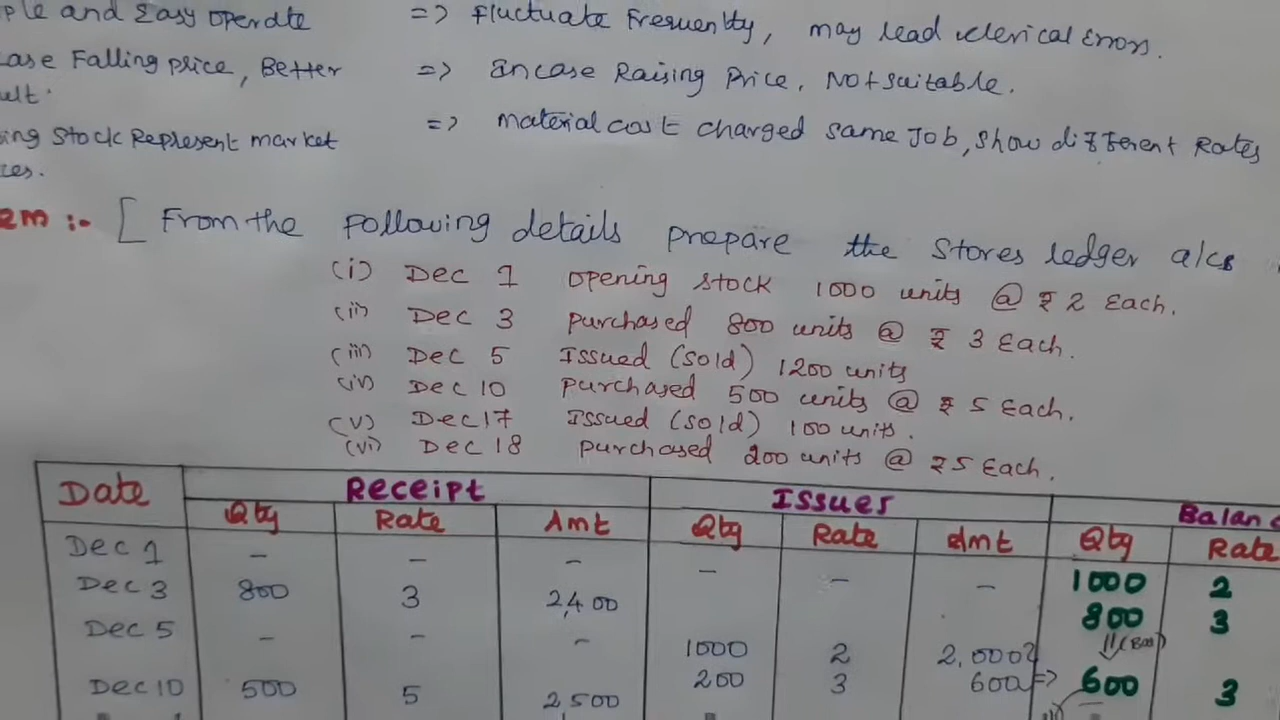 ple and Easy operate => Fluctuate Frequently, may lead clerical Errors.
ase Falling price, Better => Incase Raising Price, Not suitable.
ult.
ing Stock Represent market => material cost charged same Job, show different Rates
ces.
em :- [ From the Following details prepare the Stores ledger a/cs
(i) Dec 1 opening stock 1000 units @ ₹ 2 Each.
(ii) Dec 3 purchased 800 units @ ₹ 3 Each.
(iii) Dec 5 Issued (sold) 1200 units
(iv) Dec 10 purchased 500 units @ ₹ 5 Each.
(v) Dec 17 Issued (sold) 100 units.
(vi) Dec 18 purchased 200 units @ ₹5 Each.
Date Receipt Issues Balanc
Qty Rate Amt Qty Rate Amt Qty Rate
Dec 1 - - - - - - 1000 2
Dec 3 800 3 2,400 800 3
Dec 5 - - - 1000 2 2,000
200 3 600 => 600 3
Dec 10 500 5 2,500